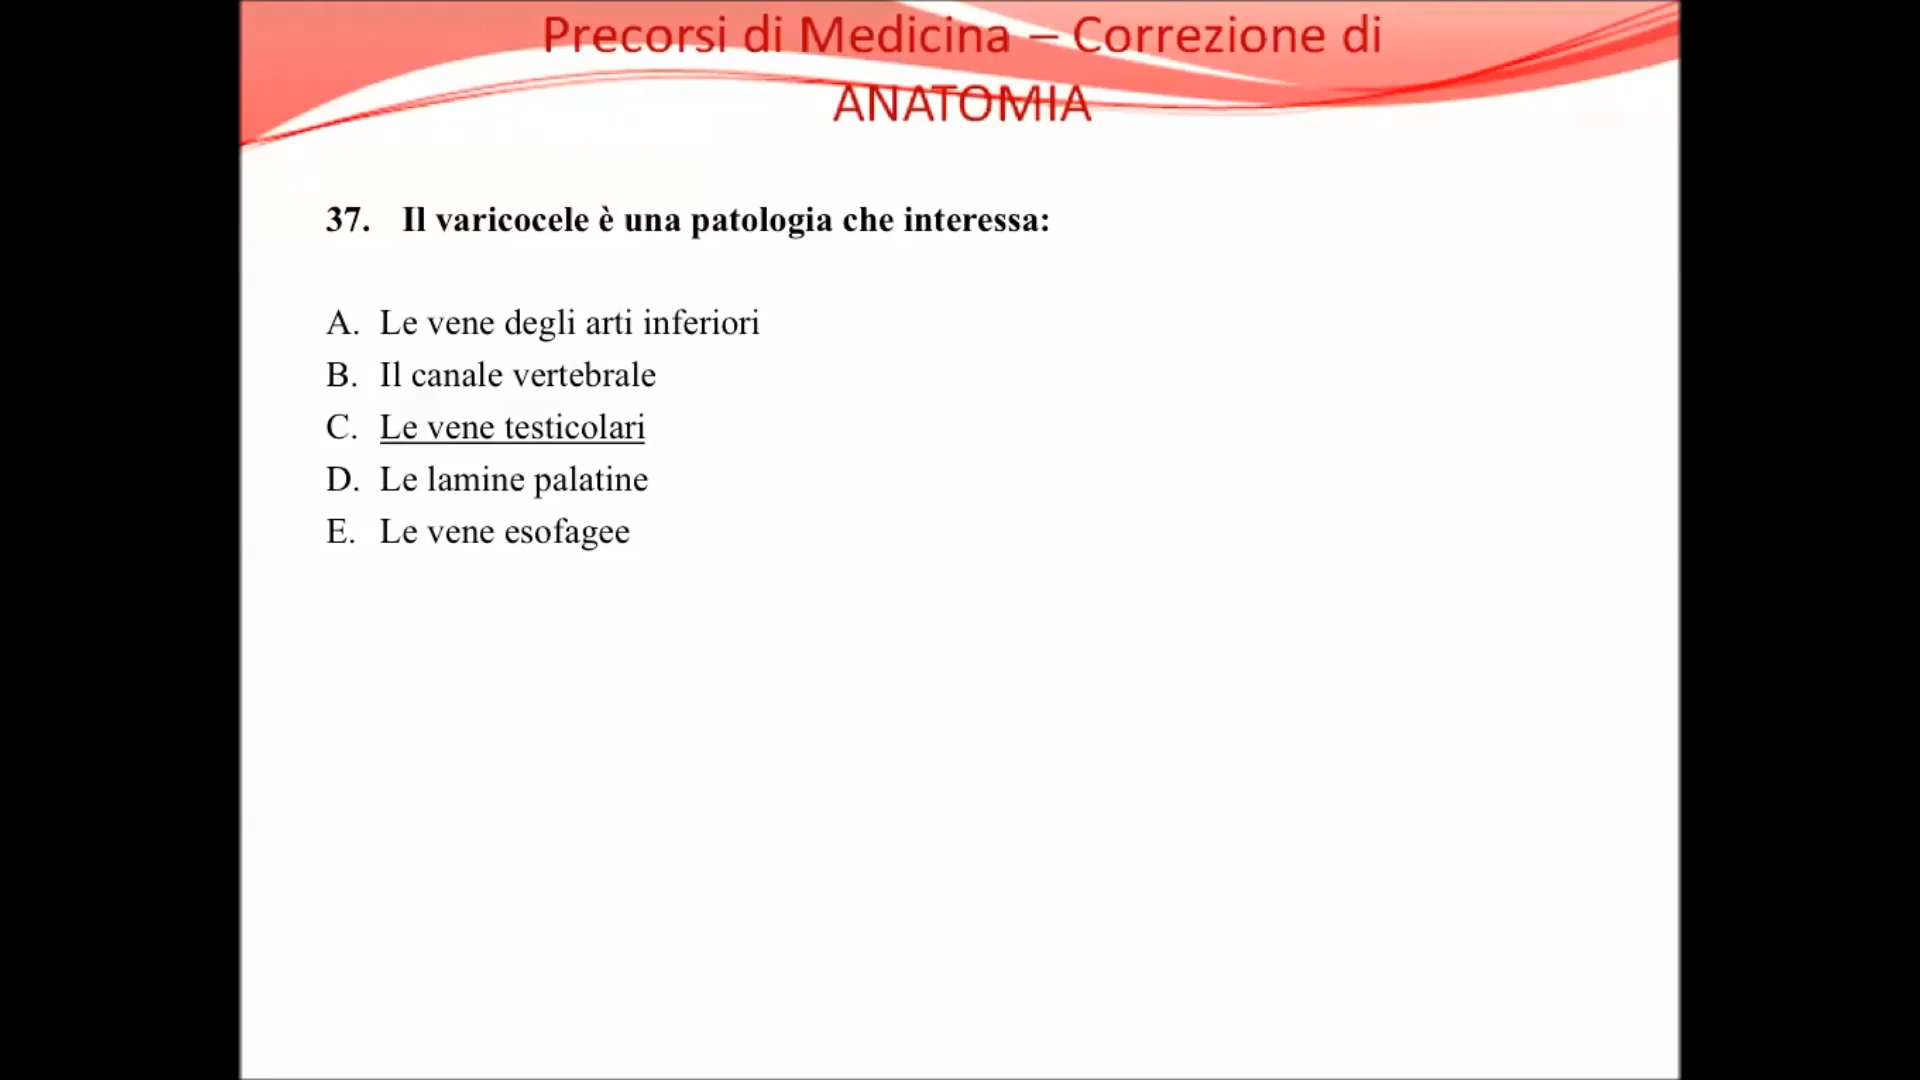 Precorsi di Medicina – Correzione di
ANATOMIA
37. Il varicocele è una patologia che interessa:
A. Le vene degli arti inferiori
B. Il canale vertebrale
C. Le vene testicolari
D. Le lamine palatine
E. Le vene esofagee